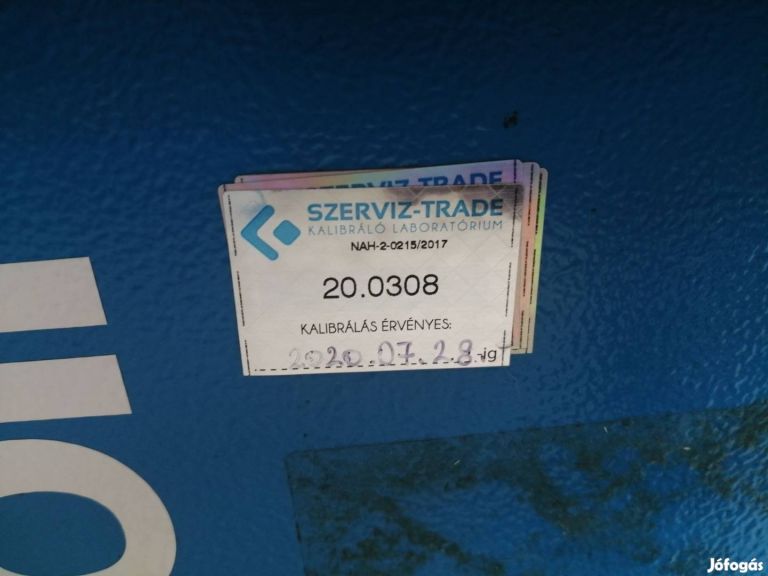 SZERVIZ-TRADE
SZERVIZ-TRADE
KALIBRÁLÓ LABORATÓRIUM
NAH-2-0215/2017
20.0308
KALIBRÁLÁS ÉRVÉNYES:
2020.07.28.-ig
Jófogás